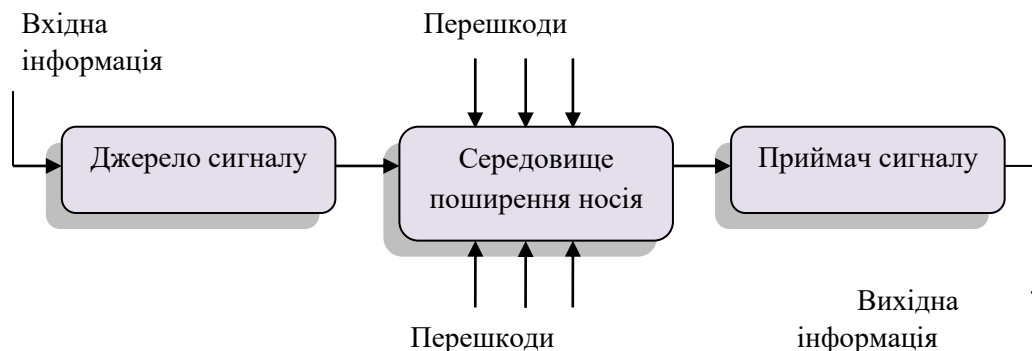 Вхідна
інформація
Перешкоди
Джерело сигналу
Середовище
поширення носія
Приймач сигналу
Перешкоди
Вихідна
інформація